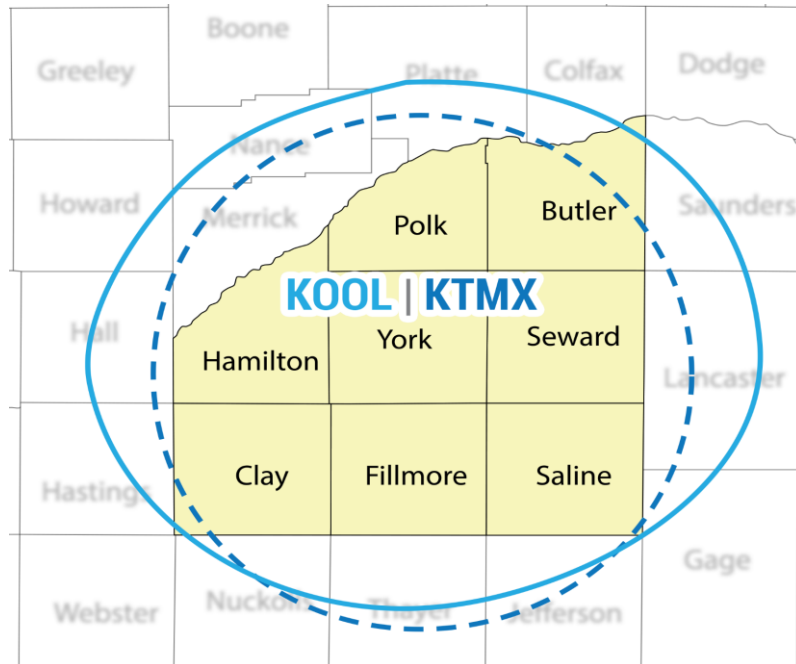 Boone
Greeley
Platte
Colfax
Dodge
Nance
Howard
Merrick
Polk
Butler
Saunders
KOOL | KTMX
Hall
Hamilton
York
Seward
Lancaster
Hastings
Clay
Fillmore
Saline
Gage
Webster
Nuckolls
Thayer
Jefferson